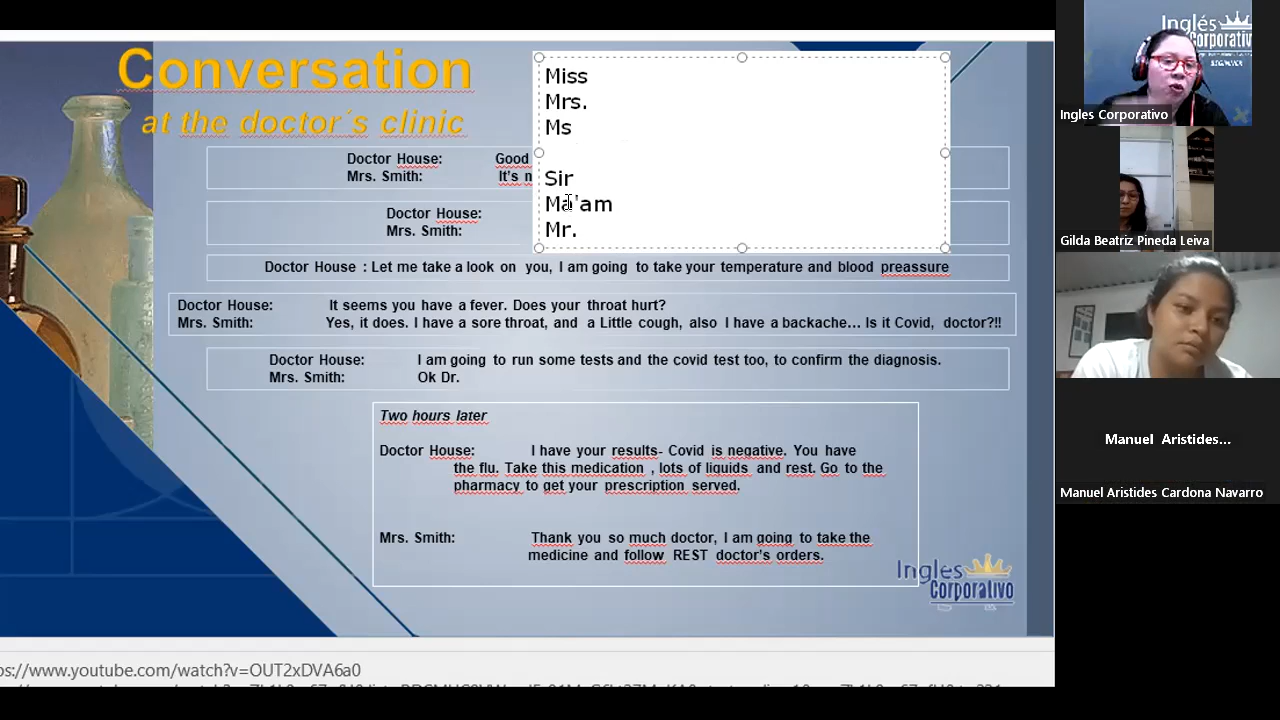 Conversation
at the doctor´s clinic
Miss
Mrs.
Ms
Sir
Ma'am
Mr.
Doctor House: Good
Mrs. Smith: It's n
Doctor House:
Mrs. Smith:
Doctor House : Let me take a look on you, I am going to take your temperature and blood preassure
Doctor House: It seems you have a fever. Does your throat hurt?
Mrs. Smith: Yes, it does. I have a sore throat, and a Little cough, also I have a backache… Is it Covid, doctor?!!
Doctor House: I am going to run some tests and the covid test too, to confirm the diagnosis.
Mrs. Smith: Ok Dr.
Two hours later
Doctor House: I have your results- Covid is negative. You have
the flu. Take this medication , lots of liquids and rest. Go to the
pharmacy to get your prescription served.
Mrs. Smith: Thank you so much doctor, I am going to take the
medicine and follow REST doctor's orders.
Ingles
Corporativo
ps://www.youtube.com/watch?v=OUT2xDVA6a0
Inglés
Corporativo
Ingles Corporativo
Gilda Beatriz Pineda Leiva
Manuel Aristides...
Manuel Aristides Cardona Navarro